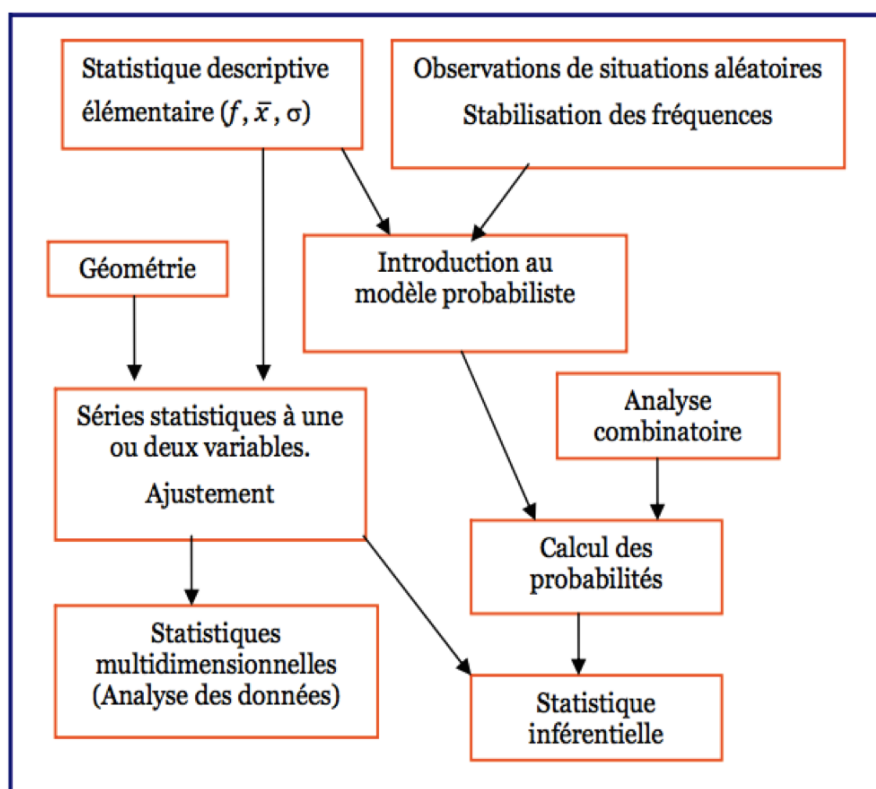 Statistique descriptive
élémentaire (f, x̄, σ)
Observations de situations aléatoires
Stabilisation des fréquences
Géométrie
Introduction au
modèle probabiliste
Séries statistiques à une
ou deux variables.
Ajustement
Analyse
combinatoire
Calcul des
probabilités
Statistiques
multidimensionnelles
(Analyse des données)
Statistique
inférentielle